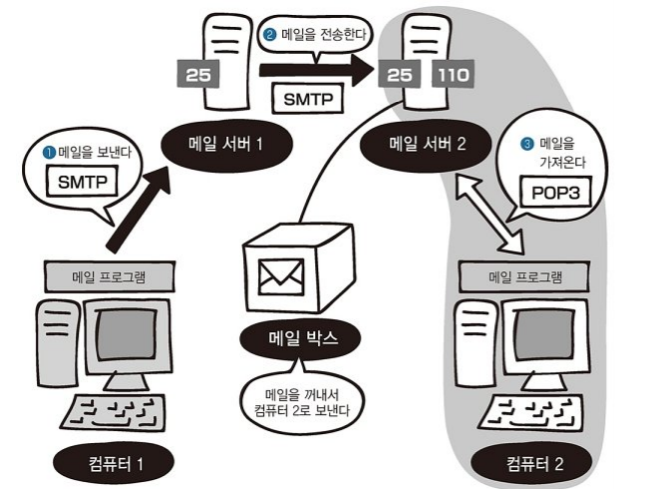 ❷ 메일을 전송한다
25
SMTP
25
110
메일 서버 1
메일 서버 2
❶ 메일을 보낸다
SMTP
❸ 메일을
가져온다
POP3
메일 프로그램
메일 프로그램
메일 박스
메일을 꺼내서
컴퓨터 2로 보낸다
컴퓨터 1
컴퓨터 2